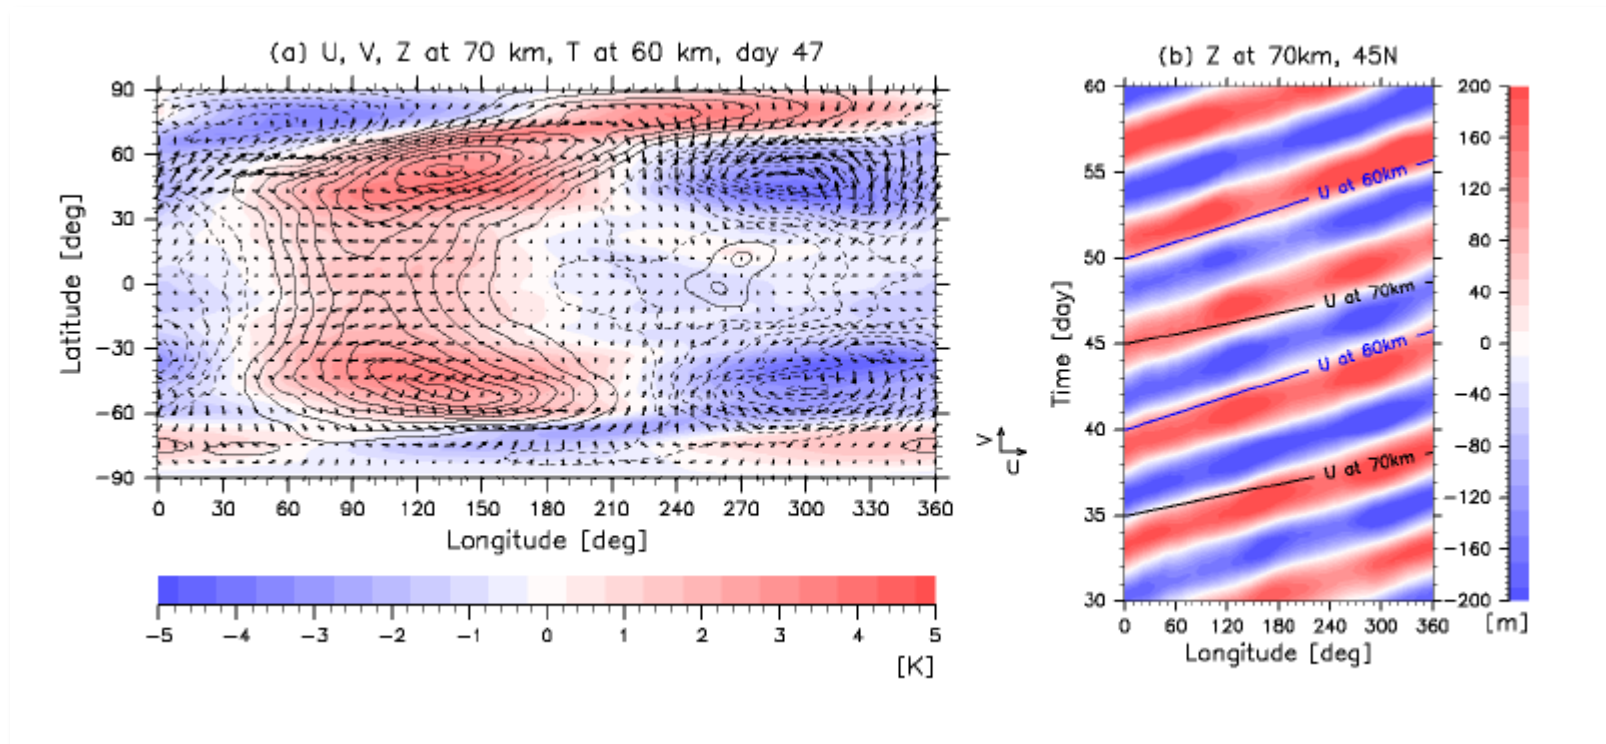 (a) U, V, Z at 70 km, T at 60 km, day 47
90
60
30
0
−30
−60
−90
Latitude [deg]
0 30 60 90 120 150 180 210 240 270 300 330 360
Longitude [deg]
V
U
−5 −4 −3 −2 −1 0 1 2 3 4 5
[K]
(b) Z at 70km, 45N
60
55
50
45
40
35
30
Time [day]
U at 60km
U at 70km
U at 60km
U at 70km
0 60 120 180 240 300 360
Longitude [deg]
200
160
120
80
40
0
−40
−80
−120
−160
−200
[m]